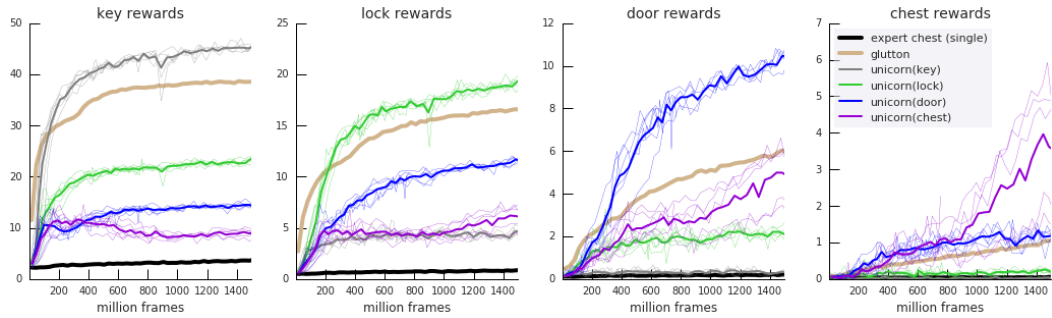 key rewards
50
40
30
20
10
0
200 400 600 800 1000 1200 1400
million frames
lock rewards
25
20
15
10
5
0
200 400 600 800 1000 1200 1400
million frames
door rewards
12
10
8
6
4
2
0
200 400 600 800 1000 1200 1400
million frames
chest rewards
7
6
5
4
3
2
1
0
expert chest (single)
glutton
unicorn(key)
unicorn(lock)
unicorn(door)
unicorn(chest)
200 400 600 800 1000 1200 1400
million frames